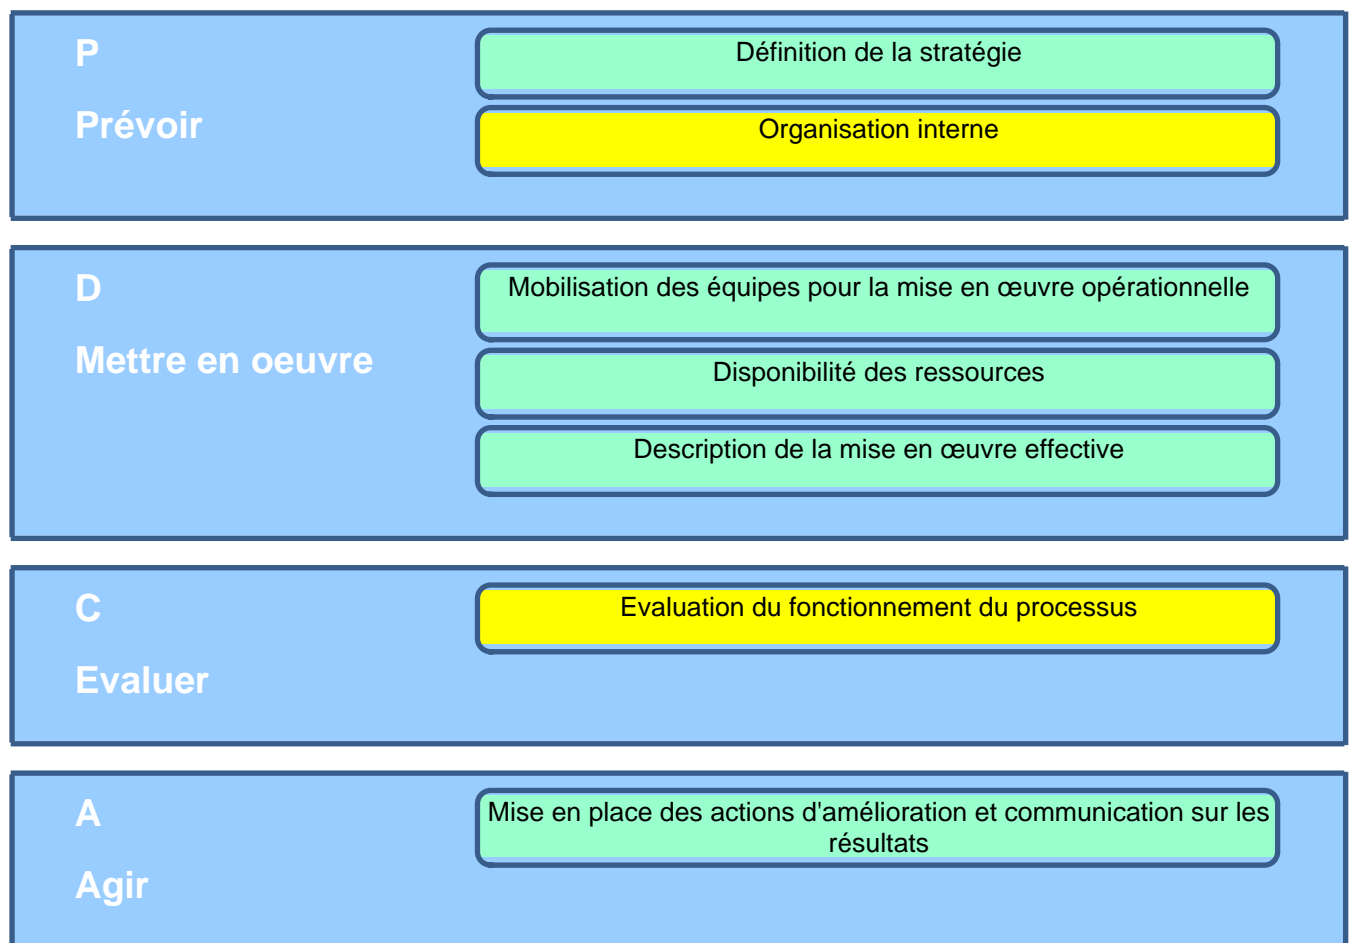 P
Prévoir
Définition de la stratégie
Organisation interne
D
Mettre en oeuvre
Mobilisation des équipes pour la mise en œuvre opérationnelle
Disponibilité des ressources
Description de la mise en œuvre effective
C
Evaluer
Evaluation du fonctionnement du processus
A
Agir
Mise en place des actions d'amélioration et communication sur les
résultats